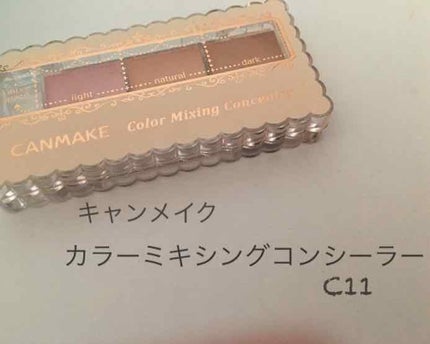 light
natural
dark
CANMAKE Color Mixing Concealer
キャンメイク
カラーミキシングコンシーラー
C11